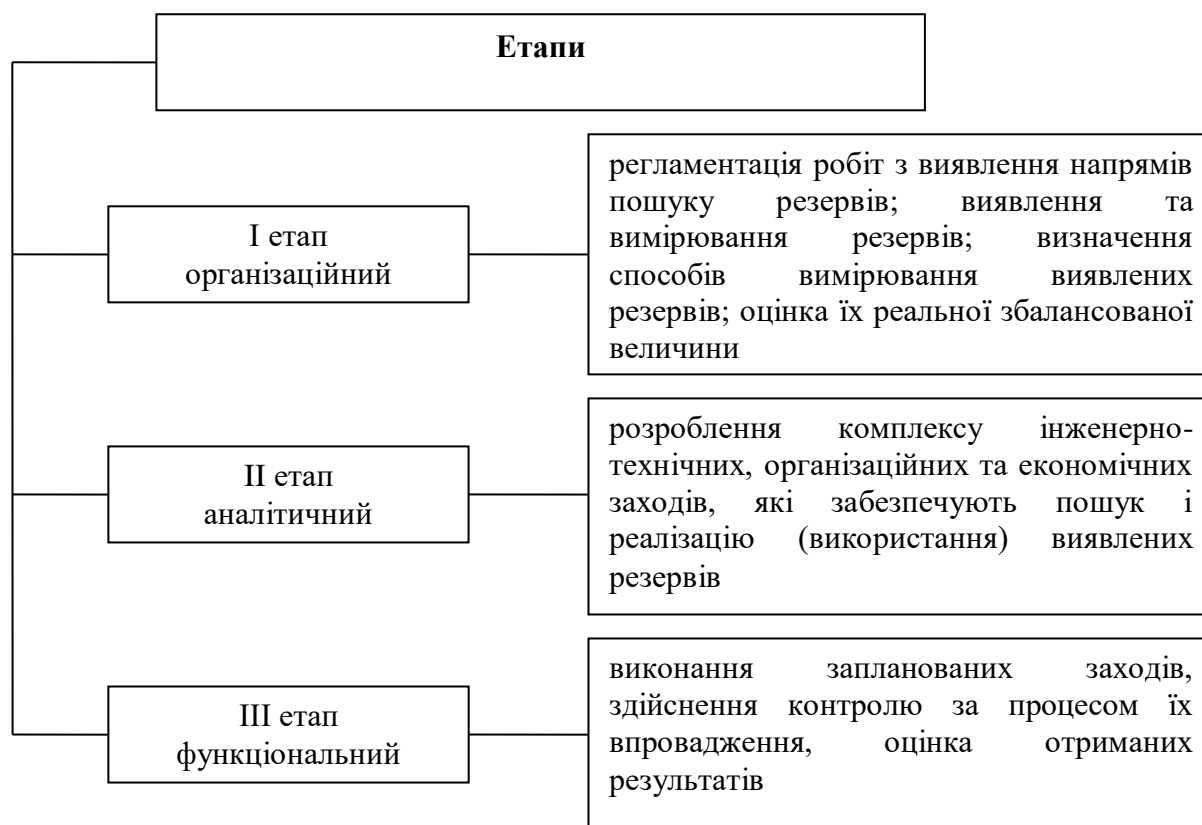 Етапи
І етап
організаційний
регламентація робіт з виявлення напрямів
пошуку резервів; виявлення та
вимірювання резервів; визначення
способів вимірювання виявлених
резервів; оцінка їх реальної збалансованої
величини
ІІ етап
аналітичний
розроблення комплексу інженерно-
технічних, організаційних та економічних
заходів, які забезпечують пошук і
реалізацію (використання) виявлених
резервів
ІІІ етап
функціональний
виконання запланованих заходів,
здійснення контролю за процесом їх
впровадження, оцінка отриманих
результатів